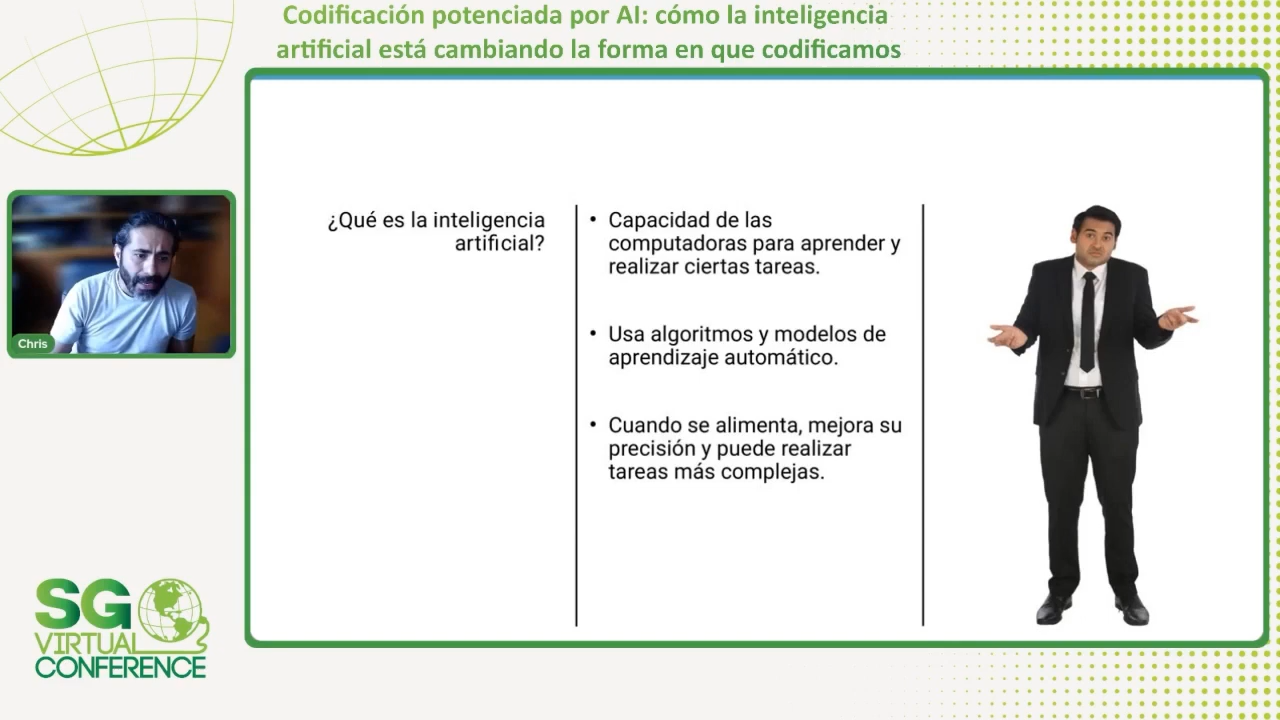 Codificación potenciada por AI: cómo la inteligencia
artificial está cambiando la forma en que codificamos
¿Qué es la inteligencia
artificial?
• Capacidad de las
computadoras para aprender y
realizar ciertas tareas.
• Usa algoritmos y modelos de
aprendizaje automático.
• Cuando se alimenta, mejora su
precisión y puede realizar
tareas más complejas.
Chris
SG
VIRTUAL
CONFERENCE